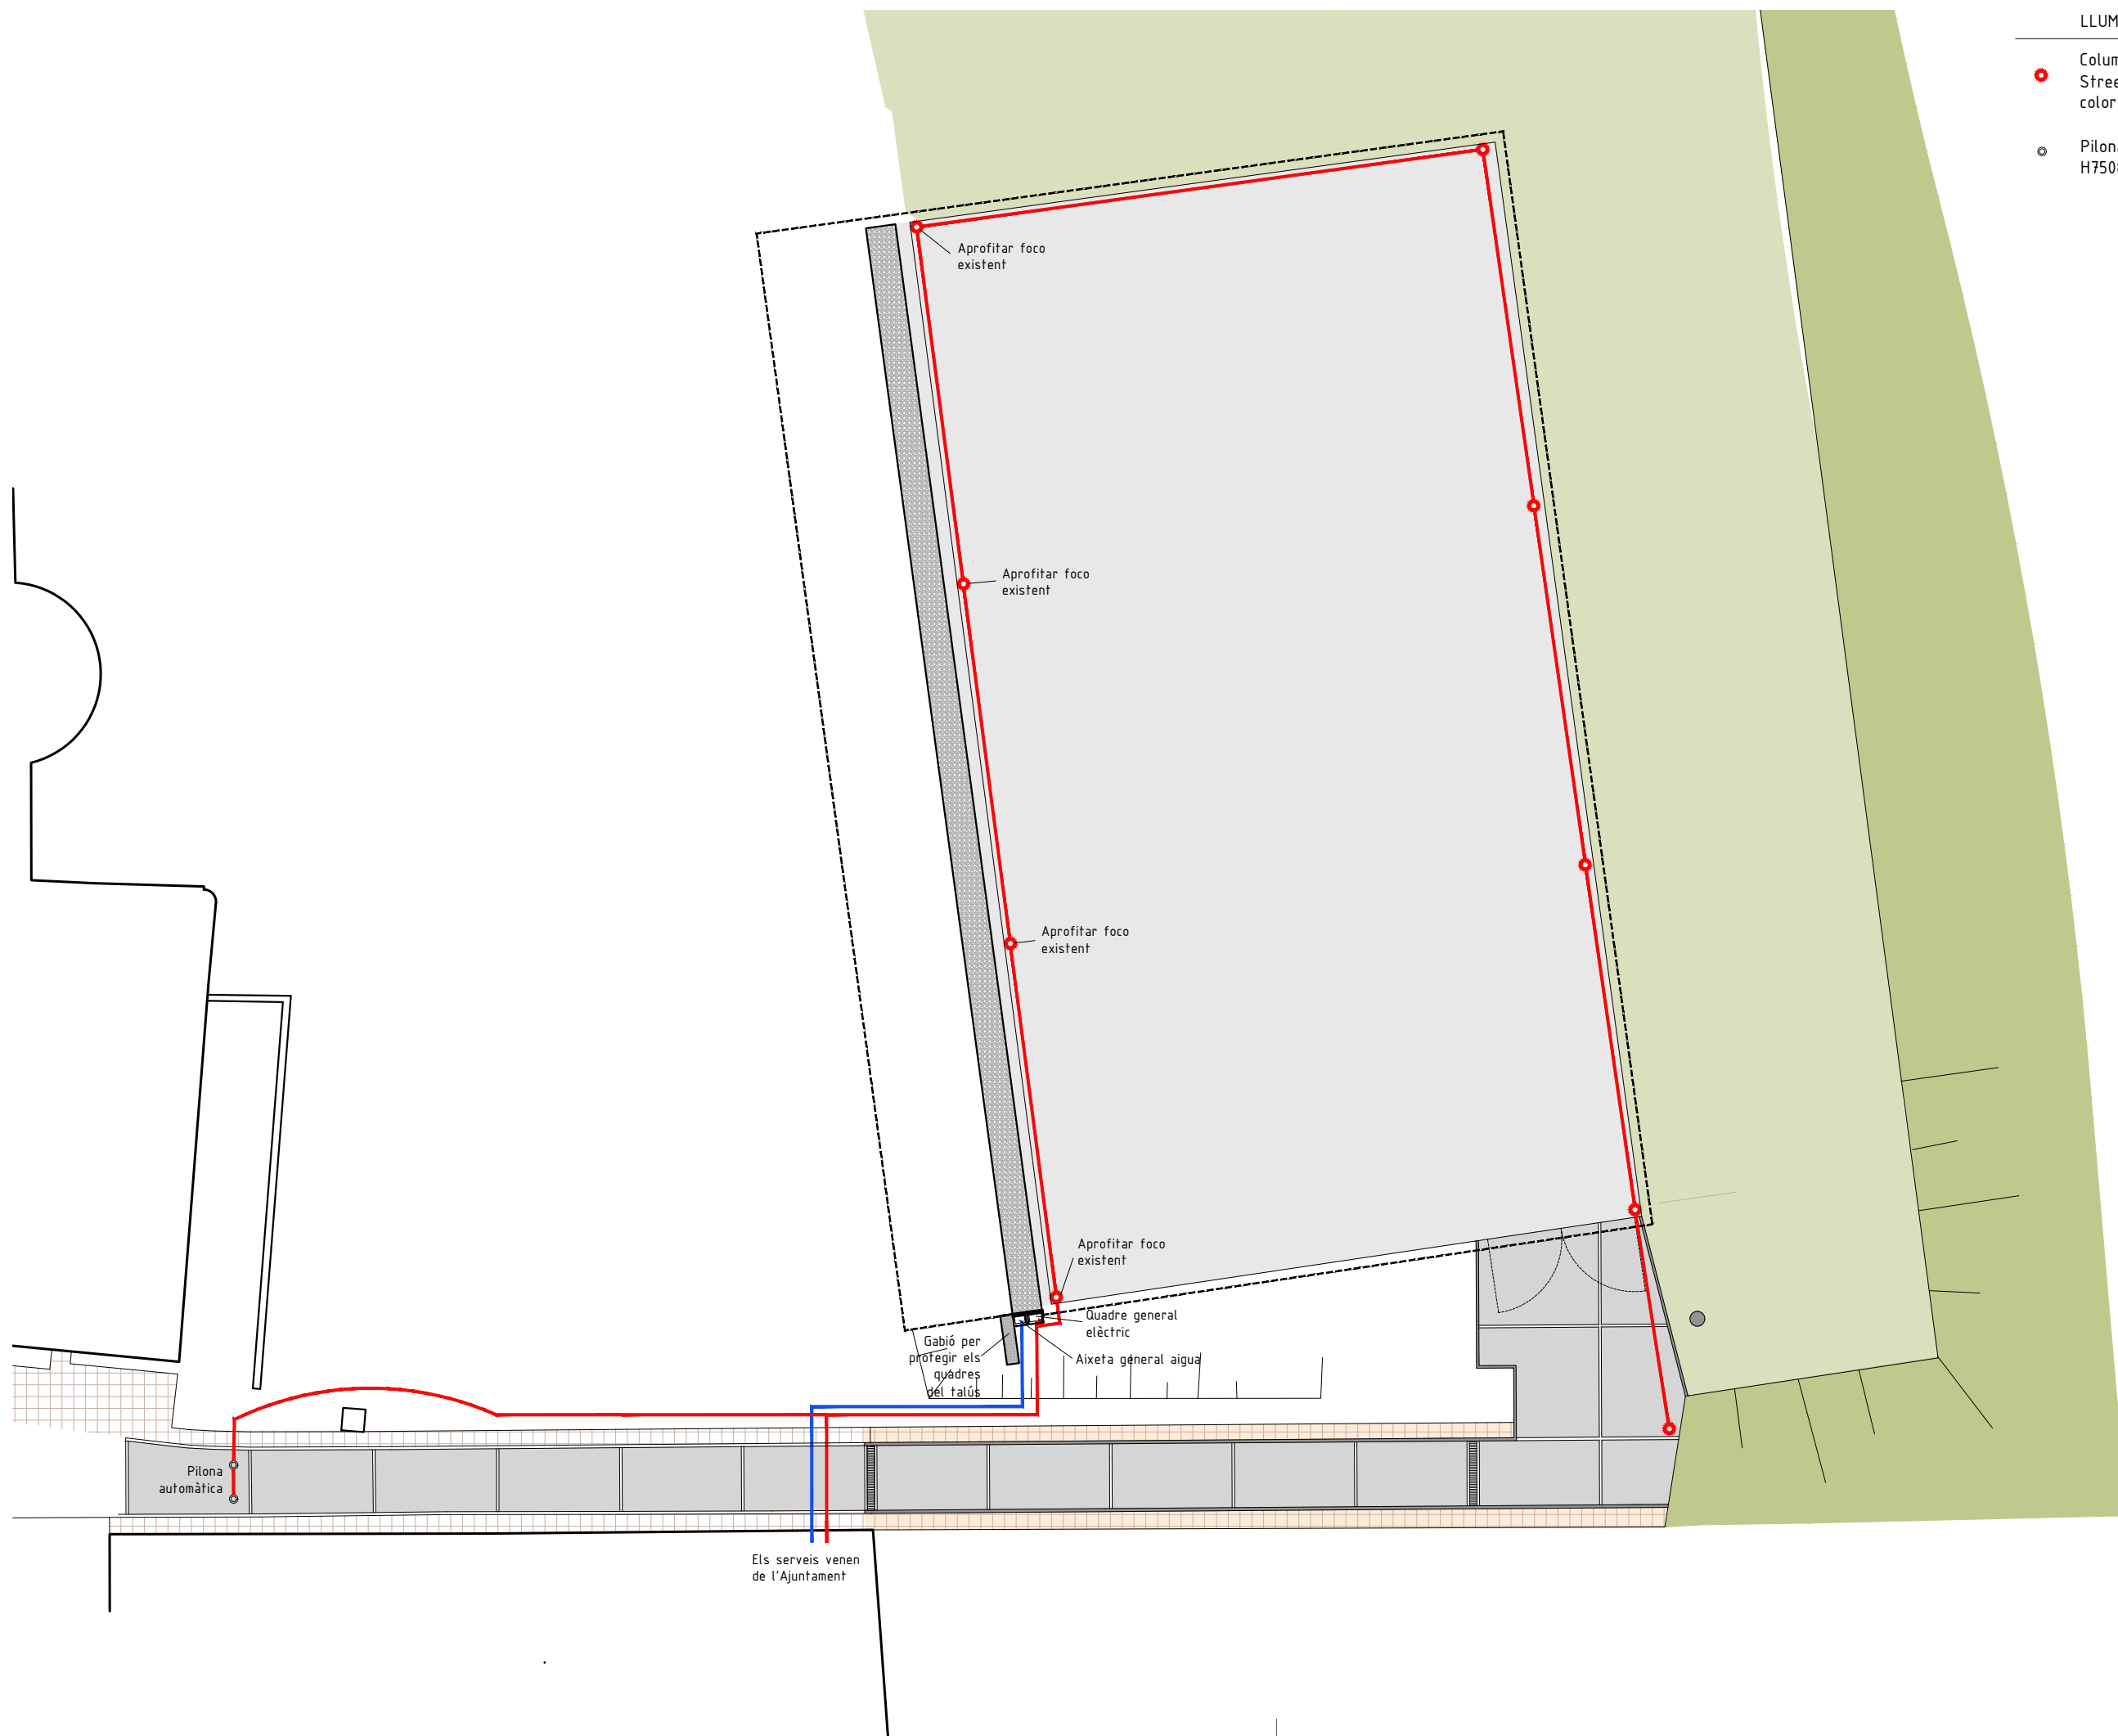 Aprofitar foco
existent
Aprofitar foco
existent
Aprofitar foco
existent
Aprofitar foco
existent
Quadre general
elèctric
Gabió per
protegir els
quadres
del talús
Aixeta general aigua
Pilona
automàtica
Els serveis venen
de l'Ajuntament
LLUM
Colum
Stree
color
Pilona
H750